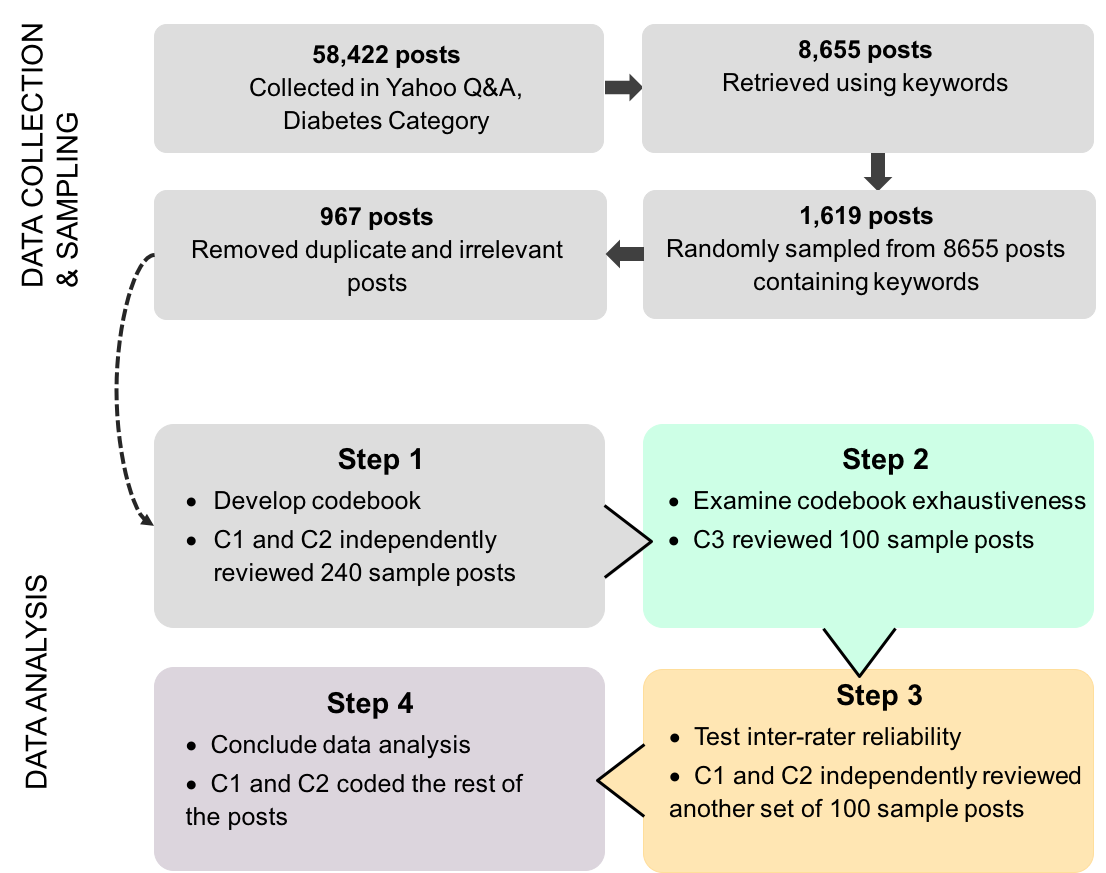 DATA COLLECTION
& SAMPLING
58,422 posts
Collected in Yahoo Q&A,
Diabetes Category
8,655 posts
Retrieved using keywords
1,619 posts
Randomly sampled from 8655 posts
containing keywords
967 posts
Removed duplicate and irrelevant
posts
DATA ANALYSIS
Step 1
• Develop codebook
• C1 and C2 independently
reviewed 240 sample posts
Step 2
• Examine codebook exhaustiveness
• C3 reviewed 100 sample posts
Step 3
• Test inter-rater reliability
• C1 and C2 independently reviewed
another set of 100 sample posts
Step 4
• Conclude data analysis
• C1 and C2 coded the rest of
the posts